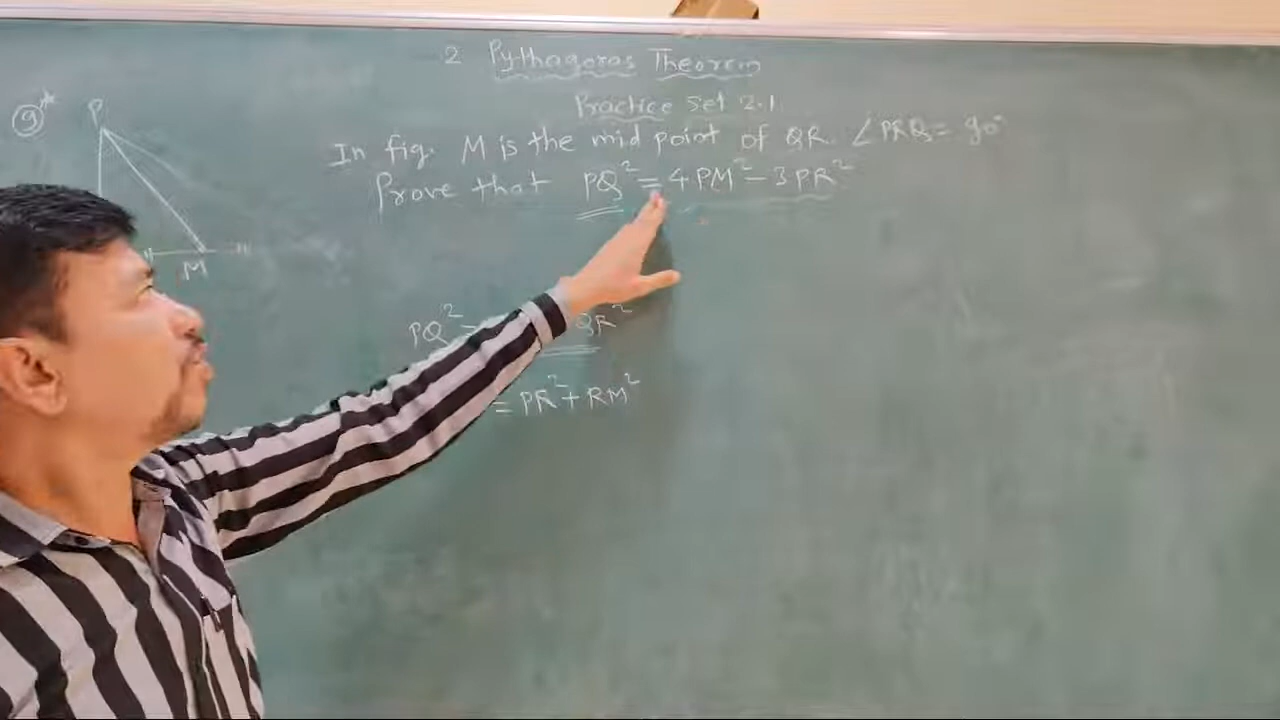 2 Pythagoras Theorem
Practice Set 2.1
9*
In fig. M is the mid point of QR. ∠PRQ = 90°
Prove that PQ² = 4PM² - 3PR²
P
M
PQ² = QR²
= PR² + RM²